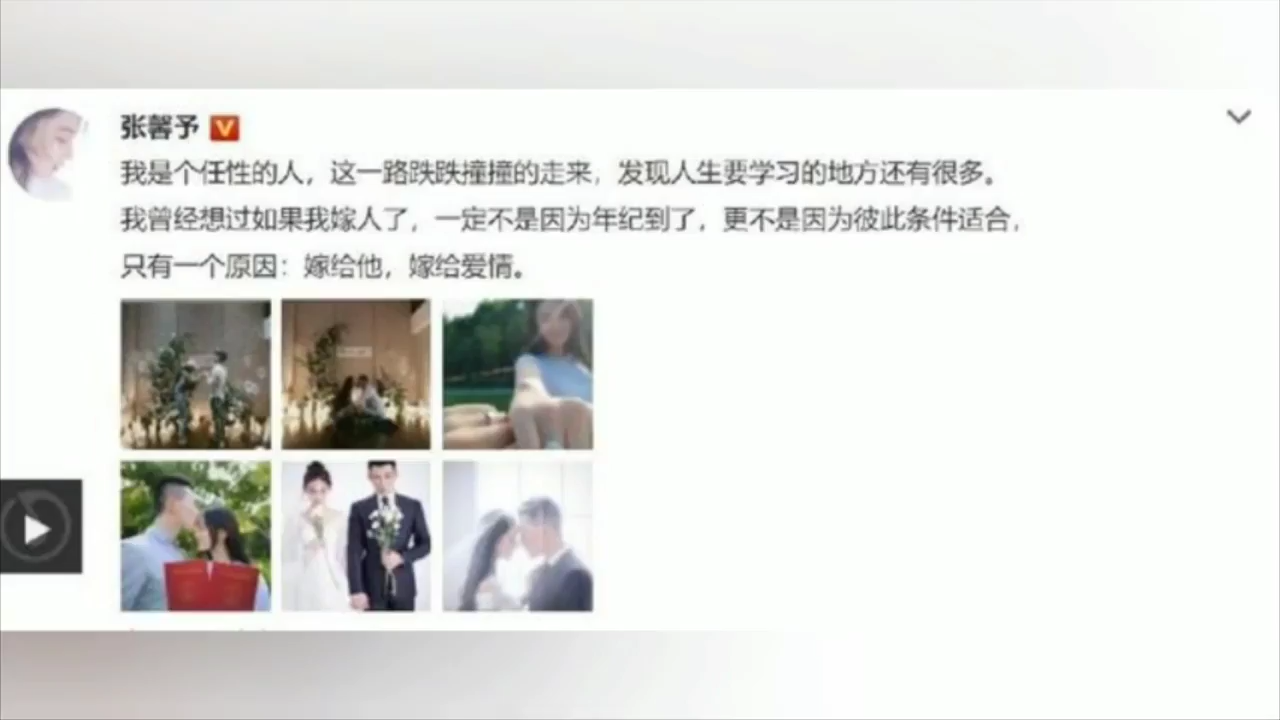 张馨予
我是个任性的人，这一路跌跌撞撞的走来，发现人生要学习的地方还有很多。
我曾经想过如果我嫁人了，一定不是因为年纪到了，更不是因为彼此条件适合，
只有一个原因：嫁给他，嫁给爱情。